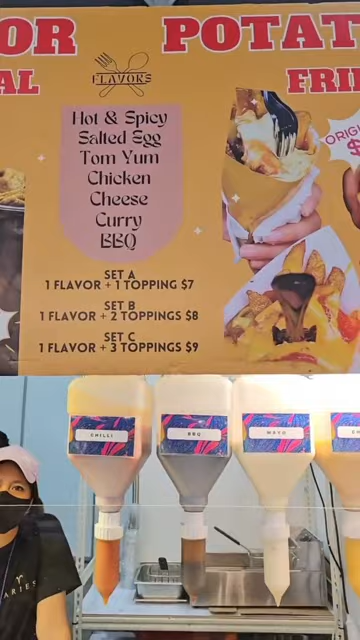 OR
POTAT
AL
FRI
FLAVORS
ORIGI
$
Hot & Spicy
Salted Egg
Tom Yum
Chicken
Cheese
Curry
BBQ
SET A
1 FLAVOR + 1 TOPPING $7
SET B
1 FLAVOR + 2 TOPPINGS $8
SET C
1 FLAVOR + 3 TOPPINGS $9
CHILLI
BBQ
MAYO
CH
ARIES